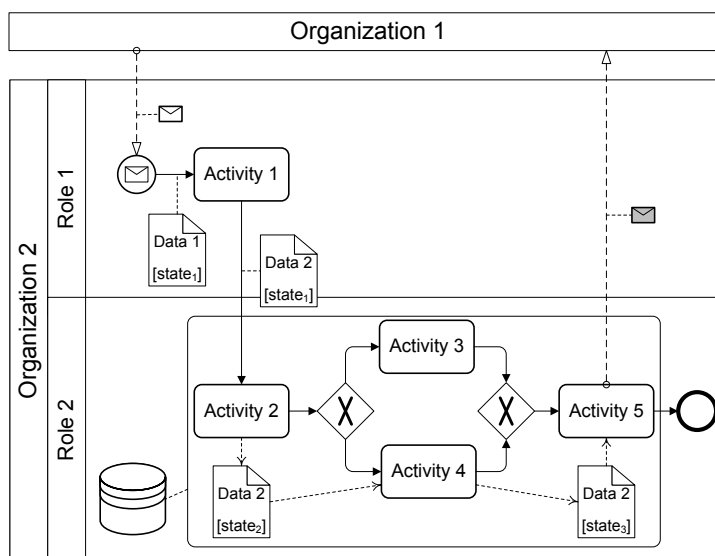 Organization 1
Organization 2
Role 1
Activity 1
Data 1
[state₁]
Data 2
[state₁]
Role 2
Activity 3
Activity 2
X
X
Activity 5
Activity 4
Data 2
[state₂]
Data 2
[state₃]